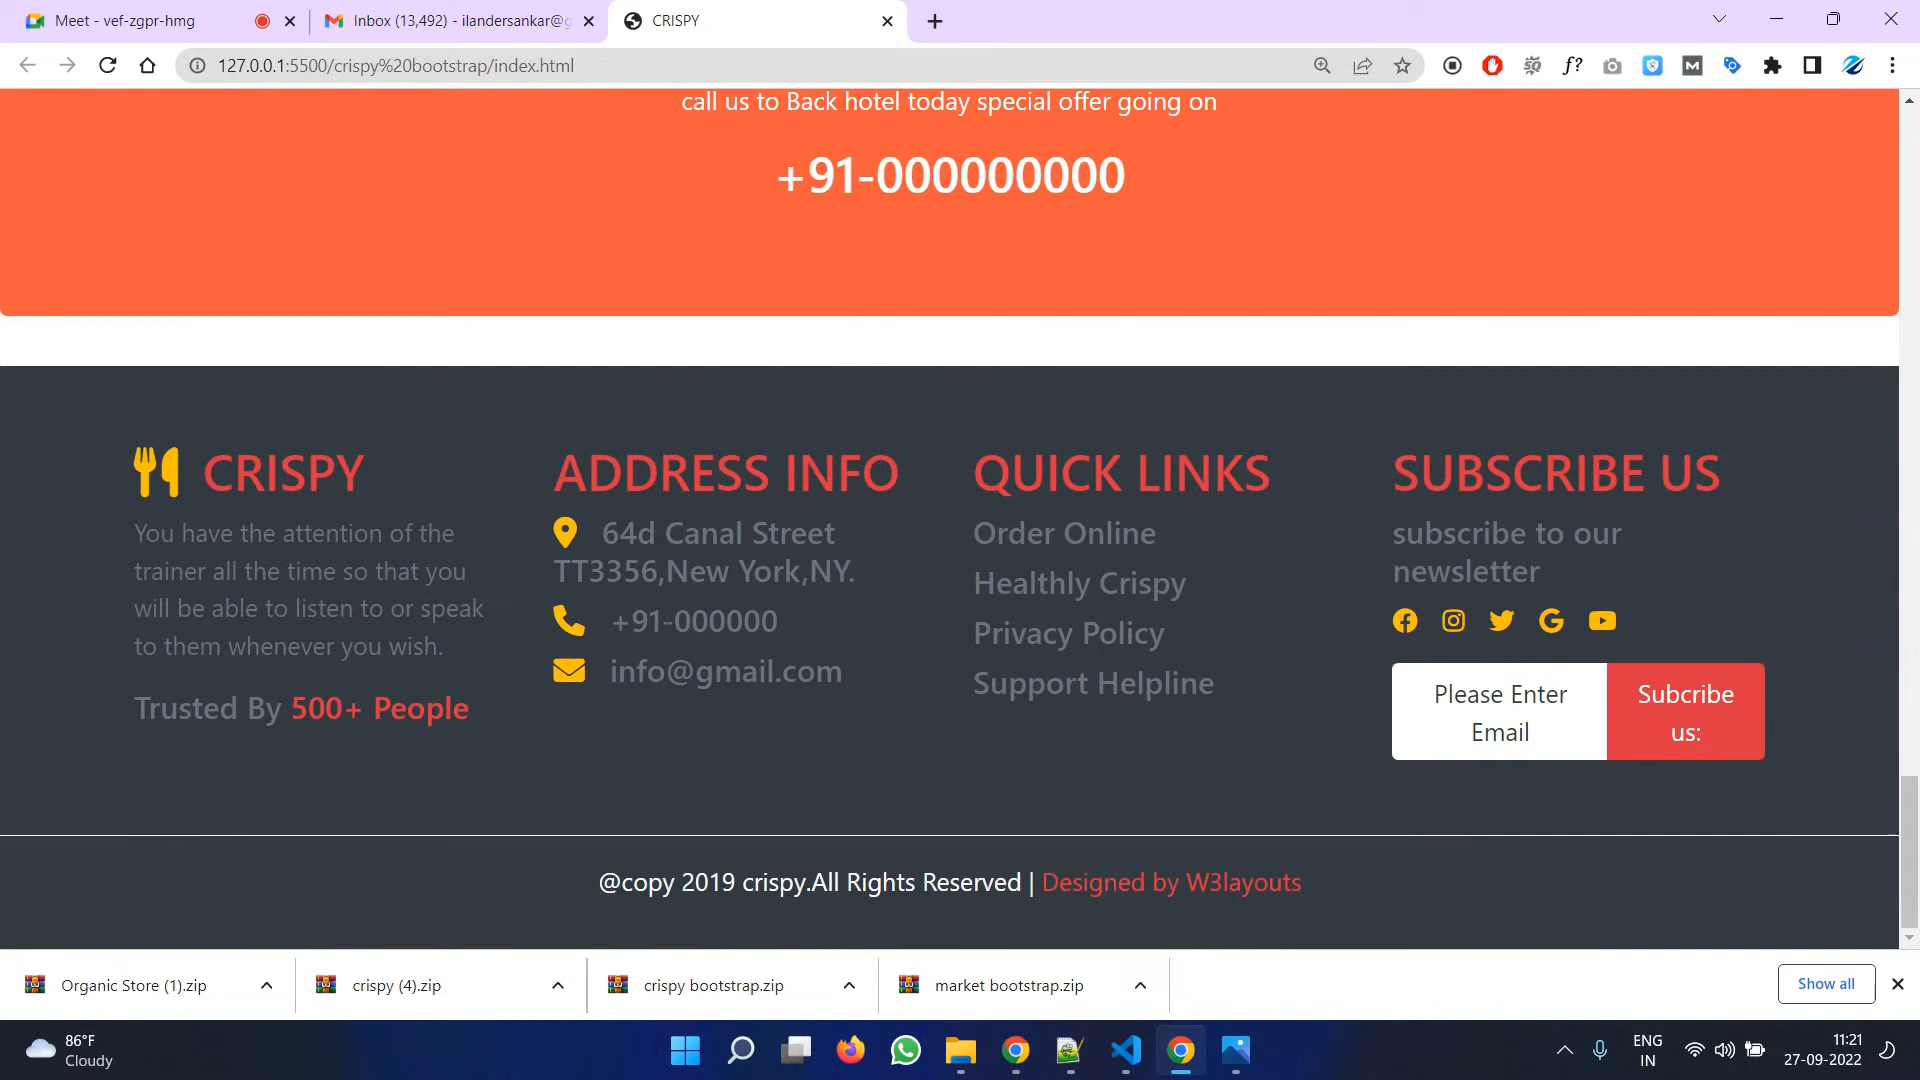 Meet - vef-zgpr-hmg
Inbox (13,492) - ilandersankar@g
CRISPY
127.0.0.1:5500/crispy%20bootstrap/index.html
call us to Back hotel today special offer going on
+91-000000000
CRISPY
You have the attention of the
trainer all the time so that you
will be able to listen to or speak
to them whenever you wish.
Trusted By 500+ People
ADDRESS INFO
64d Canal Street
TT3356,New York,NY.
+91-000000
info@gmail.com
QUICK LINKS
Order Online
Healthly Crispy
Privacy Policy
Support Helpline
SUBSCRIBE US
subscribe to our
newsletter
Please Enter
Email
Subcribe
us:
@copy 2019 crispy.All Rights Reserved | Designed by W3layouts
Organic Store (1).zip
crispy (4).zip
crispy bootstrap.zip
market bootstrap.zip
Show all
86°F
Cloudy
ENG
IN
11:21
27-09-2022